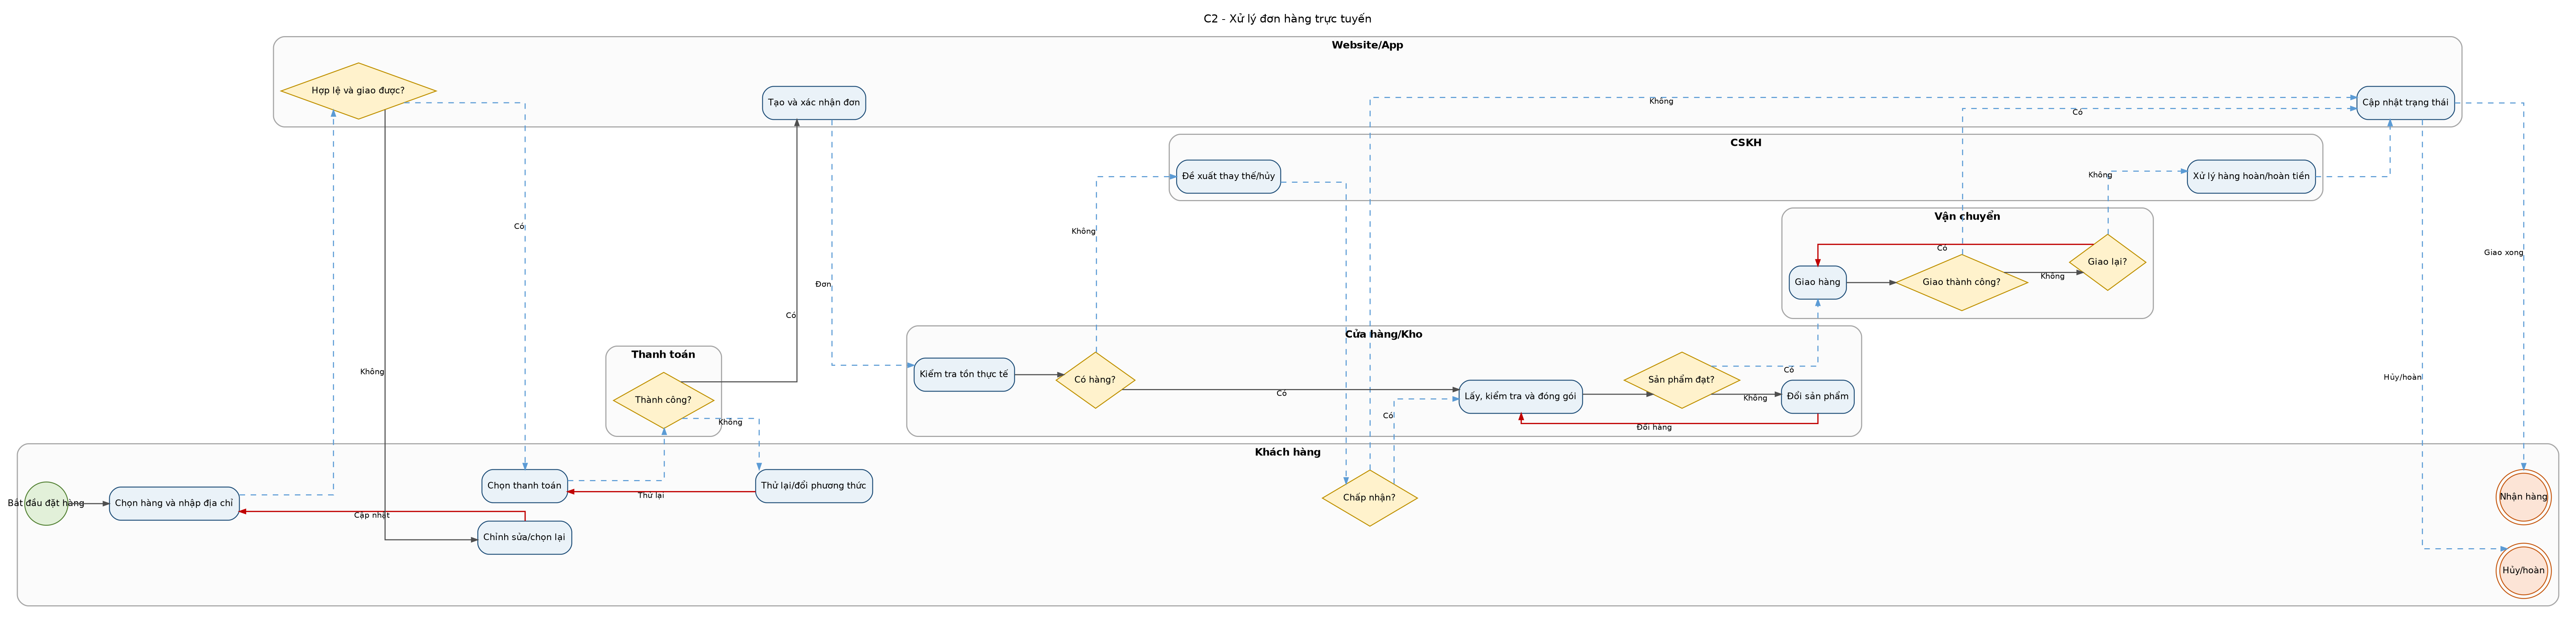 C2 - Xử lý đơn hàng trực tuyến
Website/App
Hợp lệ và giao được?
Tạo và xác nhận đơn
Cập nhật trạng thái
Không
Có
CSKH
Đề xuất thay thế/hủy
Xử lý hàng hoàn/hoàn tiền
Không
Vận chuyển
Giao hàng
Giao thành công?
Giao lại?
Có
Không
Có
Không
Đơn
Có
Không
Giao xong
Hủy/hoàn
Cửa hàng/Kho
Kiểm tra tồn thực tế
Có hàng?
Có
Lấy, kiểm tra và đóng gói
Sản phẩm đạt?
Có
Không
Đổi sản phẩm
Đổi hàng
Có
Thanh toán
Thành công?
Không
Không
Khách hàng
Bắt đầu đặt hàng
Chọn hàng và nhập địa chỉ
Cập nhật
Chọn thanh toán
Thử lại
Thử lại/đổi phương thức
Chỉnh sửa/chọn lại
Chấp nhận?
Nhận hàng
Hủy/hoàn